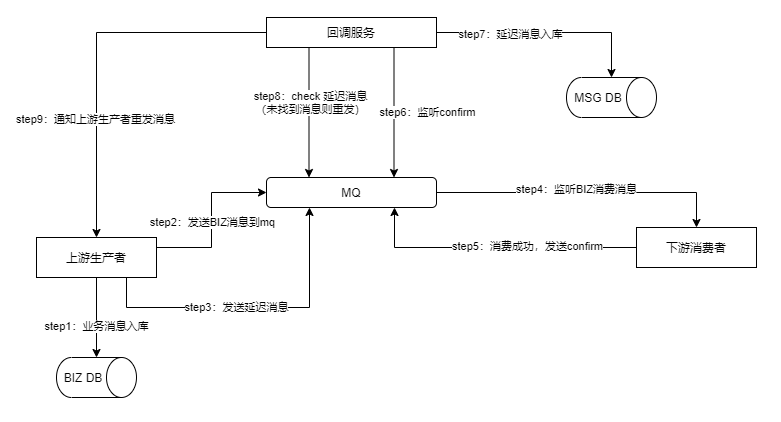 回调服务
step7：延迟消息入库
MSG DB
step8：check 延迟消息
（未找到消息则重发）
step6：监听confirm
step9：通知上游生产者重发消息
MQ
step4：监听BIZ消费消息
step2：发送BIZ消息到mq
上游生产者
step5：消费成功，发送confirm
下游消费者
step3：发送延迟消息
step1：业务消息入库
BIZ DB